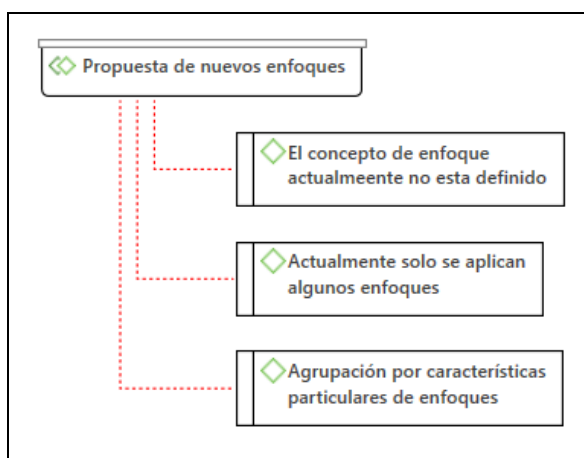 Propuesta de nuevos enfoques
El concepto de enfoque
actualmeente no esta definido
Actualmente solo se aplican
algunos enfoques
Agrupación por características
particulares de enfoques